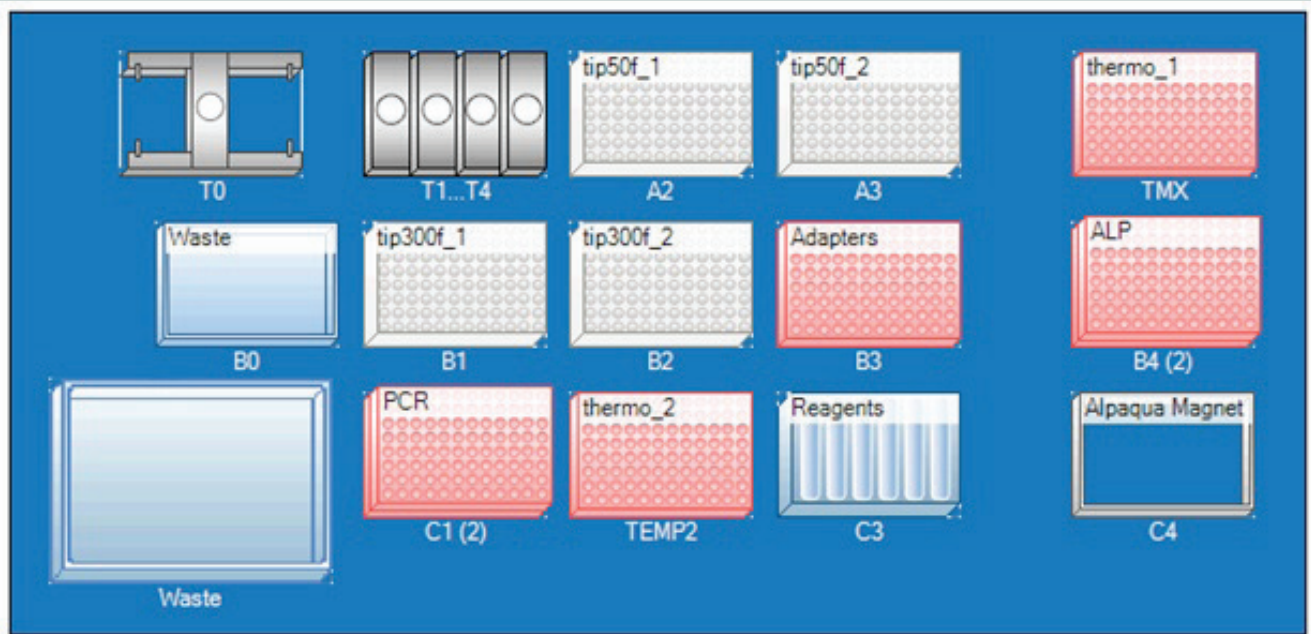 tip50f_1
tip50f_2
thermo_1
T0
T1...T4
A2
A3
TMX
Waste
tip300f_1
tip300f_2
Adapters
ALP
B0
B1
B2
B3
B4 (2)
PCR
thermo_2
Reagents
Alpaqua Magnet
C1 (2)
TEMP2
C3
C4
Waste